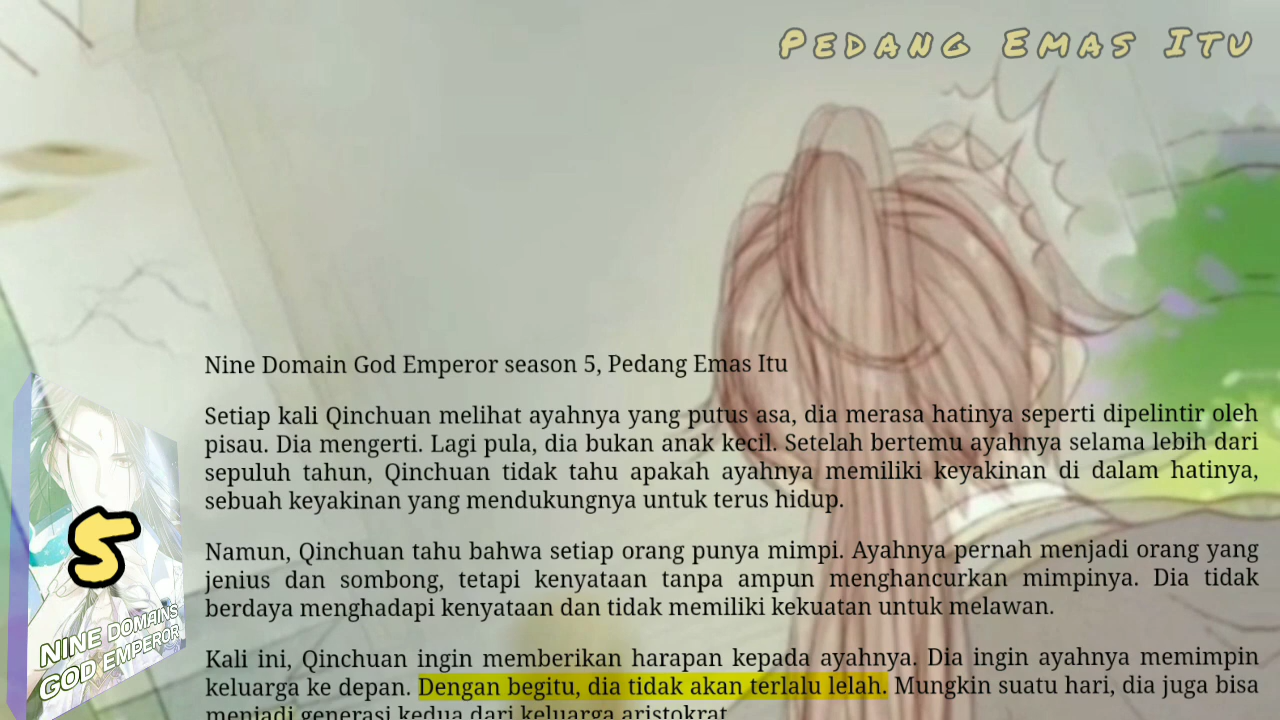 Pedang Emas Itu
Nine Domain God Emperor season 5, Pedang Emas Itu
Setiap kali Qinchuan melihat ayahnya yang putus asa, dia merasa hatinya seperti dipelintir oleh
pisau. Dia mengerti. Lagi pula, dia bukan anak kecil. Setelah bertemu ayahnya selama lebih dari
sepuluh tahun, Qinchuan tidak tahu apakah ayahnya memiliki keyakinan di dalam hatinya,
sebuah keyakinan yang mendukungnya untuk terus hidup.
Namun, Qinchuan tahu bahwa setiap orang punya mimpi. Ayahnya pernah menjadi orang yang
jenius dan sombong, tetapi kenyataan tanpa ampun menghancurkan mimpinya. Dia tidak
berdaya menghadapi kenyataan dan tidak memiliki kekuatan untuk melawan.
Kali ini, Qinchuan ingin memberikan harapan kepada ayahnya. Dia ingin ayahnya memimpin
keluarga ke depan. Dengan begitu, dia tidak akan terlalu lelah. Mungkin suatu hari, dia juga bisa
menjadi generasi kedua dari keluarga aristokrat
5
NINE DOMAINS
GOD EMPEROR